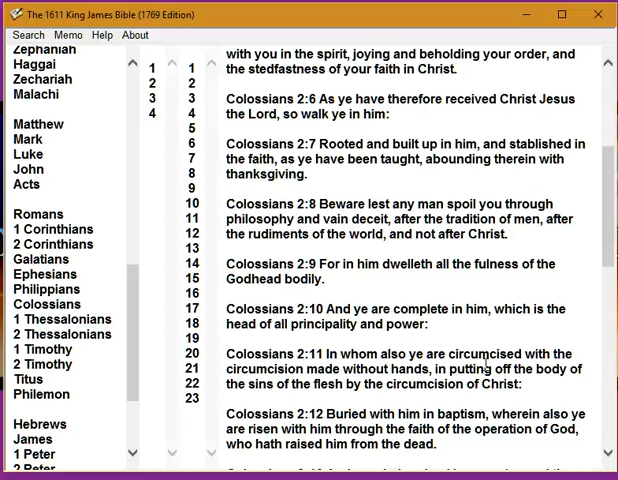 The 1611 King James Bible (1769 Edition)
Search Memo Help About
Zephaniah
Haggai
Zechariah
Malachi
Matthew
Mark
Luke
John
Acts
Romans
1 Corinthians
2 Corinthians
Galatians
Ephesians
Philippians
Colossians
1 Thessalonians
2 Thessalonians
1 Timothy
2 Timothy
Titus
Philemon
Hebrews
James
1 Peter
2 Peter
1
2
3
4
1
2
3
4
5
6
7
8
9
10
11
12
13
14
15
16
17
18
19
20
21
22
23
with you in the spirit, joying and beholding your order, and
the stedfastness of your faith in Christ.
Colossians 2:6 As ye have therefore received Christ Jesus
the Lord, so walk ye in him:
Colossians 2:7 Rooted and built up in him, and stablished in
the faith, as ye have been taught, abounding therein with
thanksgiving.
Colossians 2:8 Beware lest any man spoil you through
philosophy and vain deceit, after the tradition of men, after
the rudiments of the world, and not after Christ.
Colossians 2:9 For in him dwelleth all the fulness of the
Godhead bodily.
Colossians 2:10 And ye are complete in him, which is the
head of all principality and power:
Colossians 2:11 In whom also ye are circumcised with the
circumcision made without hands, in putting off the body of
the sins of the flesh by the circumcision of Christ:
Colossians 2:12 Buried with him in baptism, wherein also ye
are risen with him through the faith of the operation of God,
who hath raised him from the dead.